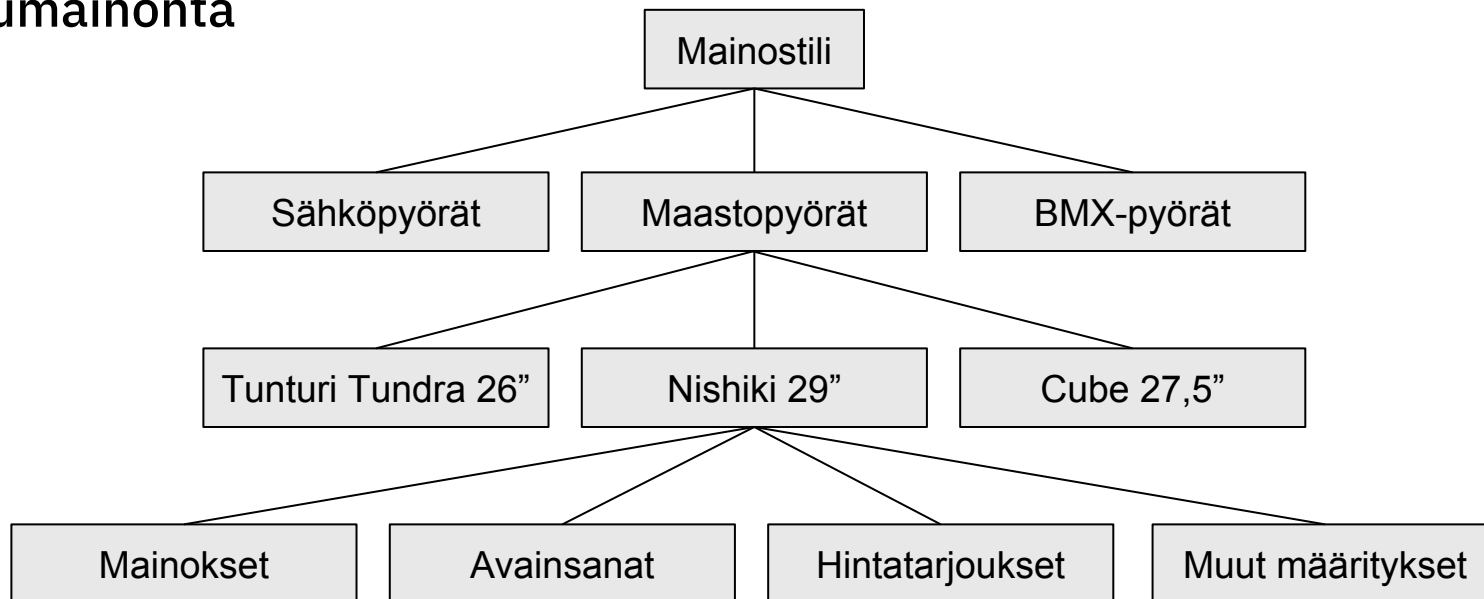 umainonta
Mainostili
Sähköpyörät
Maastopyörät
BMX-pyörät
Tunturi Tundra 26”
Nishiki 29”
Cube 27,5”
Mainokset
Avainsanat
Hintatarjoukset
Muut määritykset